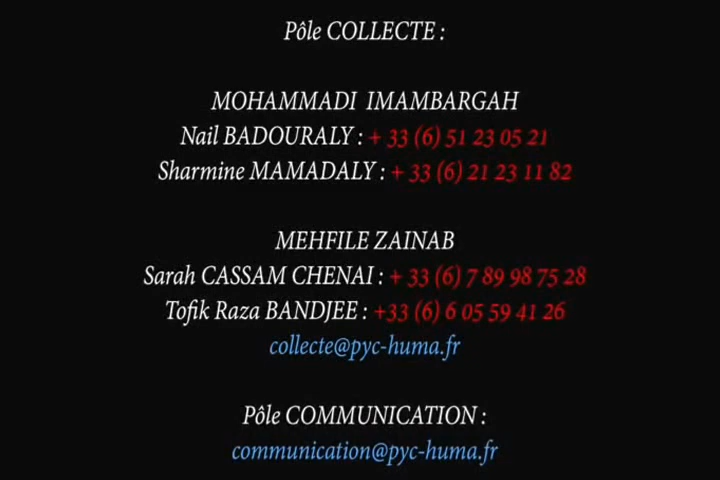 Pôle COLLECTE :
MOHAMMADI IMAMBARGAH
Nail BADOURALY : + 33 (6) 51 23 05 21
Sharmine MAMADALY : + 33 (6) 21 23 11 82
MEHFILE ZAINAB
Sarah CASSAM CHENAI : + 33 (6) 7 89 98 75 28
Tofik Raza BANDJEE : +33 (6) 6 05 59 41 26
collecte@pyc-huma.fr
Pôle COMMUNICATION :
communication@pyc-huma.fr